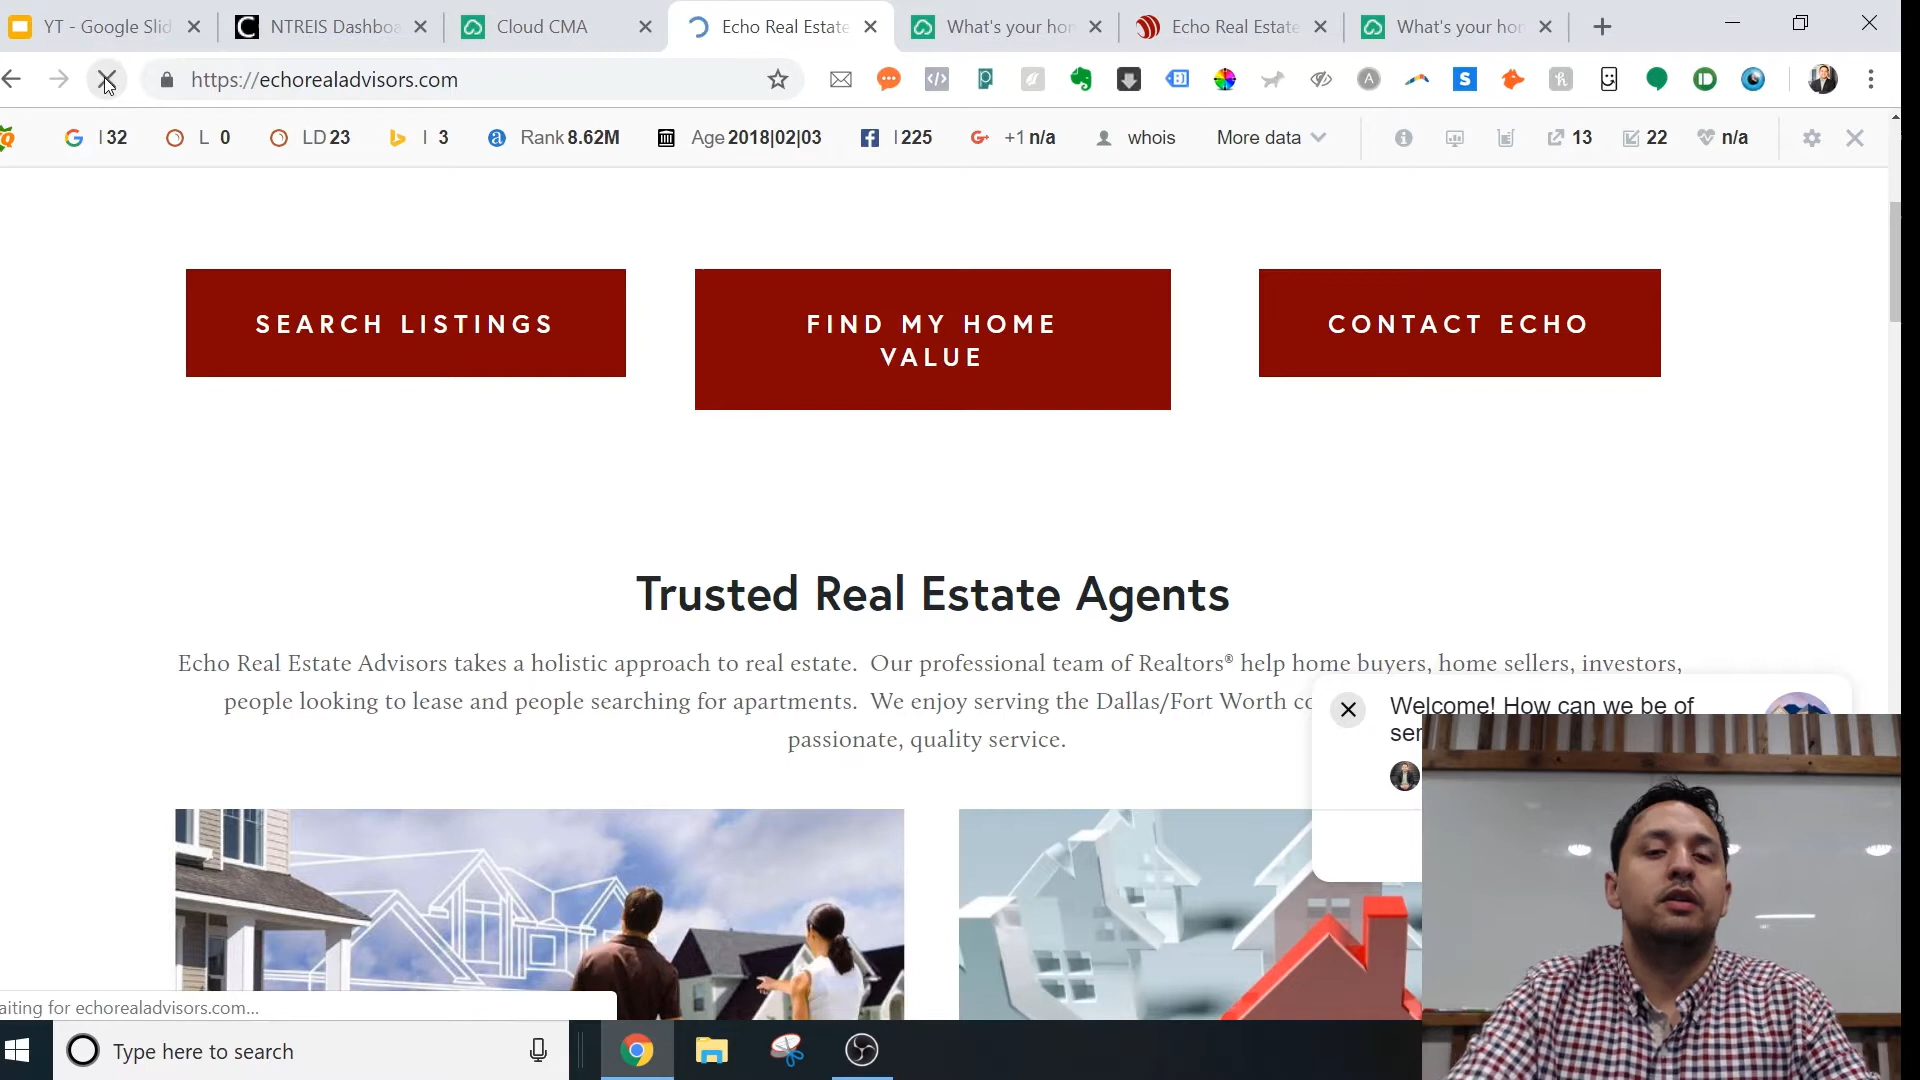 YT - Google Slid
NTREIS Dashboa
Cloud CMA
Echo Real Estate
What's your hon
Echo Real Estate
What's your hon
https://echorealadvisors.com
I 32
L 0
LD 23
I 3
Rank 8.62M
Age 2018|02|03
I 225
+1 n/a
whois
More data
13
22
n/a
SEARCH LISTINGS
FIND MY HOME
VALUE
CONTACT ECHO
Trusted Real Estate Agents
Echo Real Estate Advisors takes a holistic approach to real estate. Our professional team of Realtors® help home buyers, home sellers, investors,
people looking to lease and people searching for apartments. We enjoy serving the Dallas/Fort Worth co
passionate, quality service.
Welcome! How can we be of
ser
aiting for echorealadvisors.com...
Type here to search